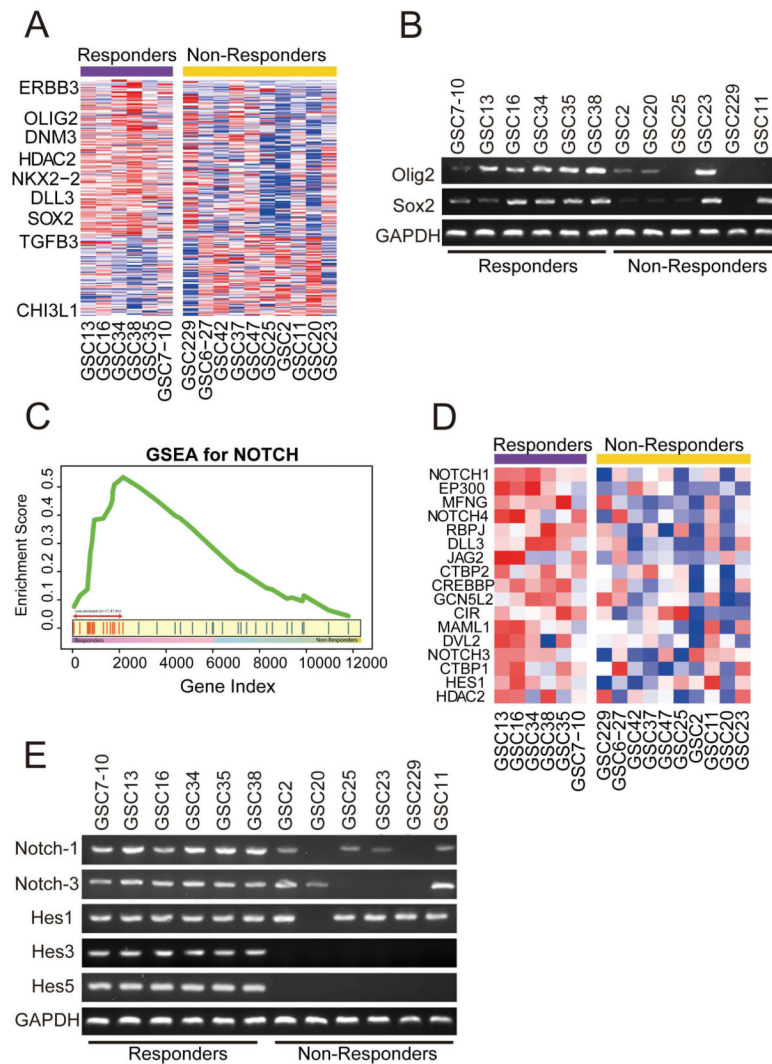 A
Responders Non-Responders
ERBB3
OLIG2
DNM3
HDAC2
NKX2-2
DLL3
SOX2
TGFB3
CHI3L1
GSC13 GSC16 GSC34 GSC38 GSC35 GSC7-10 GSC229 GSC6-27 GSC42 GSC37 GSC47 GSC25 GSC2 GSC11 GSC20 GSC23
B
GSC7-10 GSC13 GSC16 GSC34 GSC35 GSC38 GSC2 GSC20 GSC25 GSC23 GSC229 GSC11
Olig2
Sox2
GAPDH
Responders Non-Responders
C
GSEA for NOTCH
Enrichment Score
0.5
0.4
0.3
0.2
0.1
0.0
Responders Non-Responders
0 2000 4000 6000 8000 10000 12000
Gene Index
D
Responders Non-Responders
NOTCH1
EP300
MFNG
NOTCH4
RBPJ
DLL3
JAG2
CTBP2
CREBBP
GCN5L2
CIR
MAML1
DVL2
NOTCH3
CTBP1
HES1
HDAC2
GSC13 GSC16 GSC34 GSC38 GSC35 GSC7-10 GSC229 GSC6-27 GSC42 GSC37 GSC47 GSC25 GSC2 GSC11 GSC20 GSC23
E
GSC7-10 GSC13 GSC16 GSC34 GSC35 GSC38 GSC2 GSC20 GSC25 GSC23 GSC229 GSC11
Notch-1
Notch-3
Hes1
Hes3
Hes5
GAPDH
Responders Non-Responders